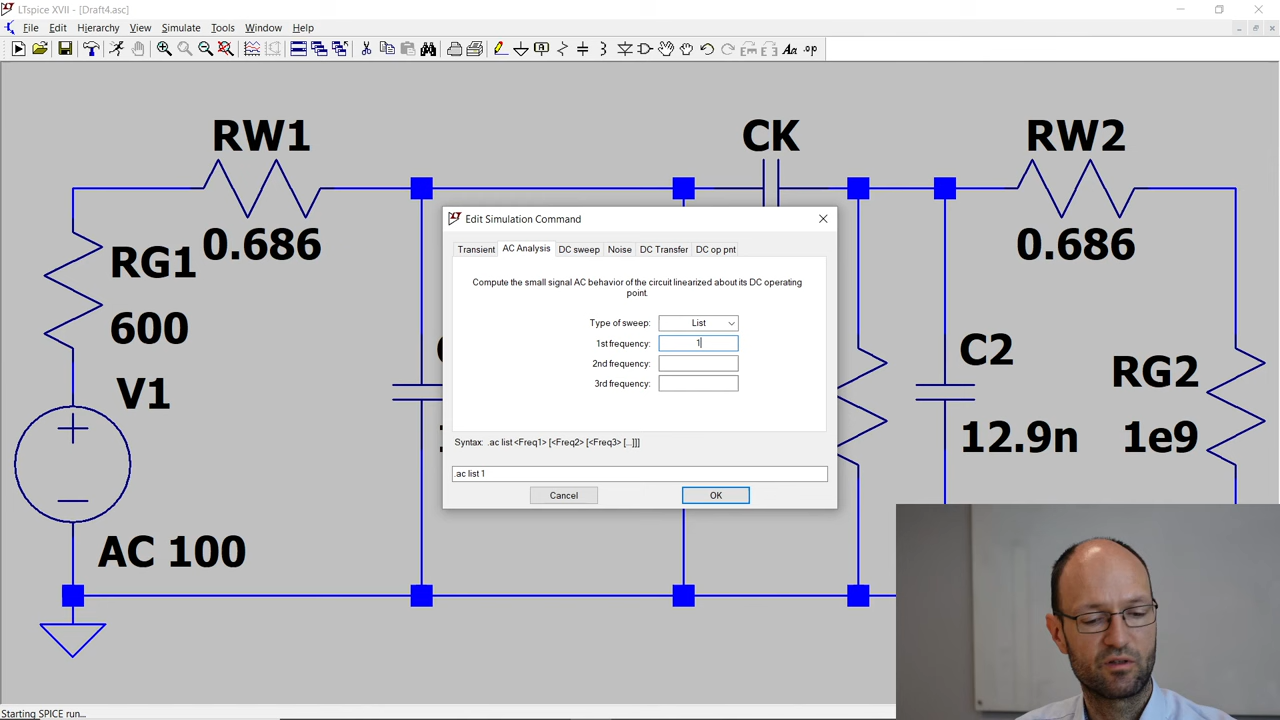 LTspice XVII - [Draft4.asc]
File Edit Hierarchy View Simulate Tools Window Help
RW1
CK
RW2
0.686
0.686
RG1
600
V1
AC 100
C2
12.9n
RG2
1e9
Edit Simulation Command
Transient AC Analysis DC sweep Noise DC Transfer DC op pnt
Compute the small signal AC behavior of the circuit linearized about its DC operating
point.
Type of sweep: List
1st frequency: 1
2nd frequency:
3rd frequency:
Syntax: .ac list <Freq1> [<Freq2> [<Freq3> [...]]]
.ac list 1
Cancel OK
Starting SPICE run...